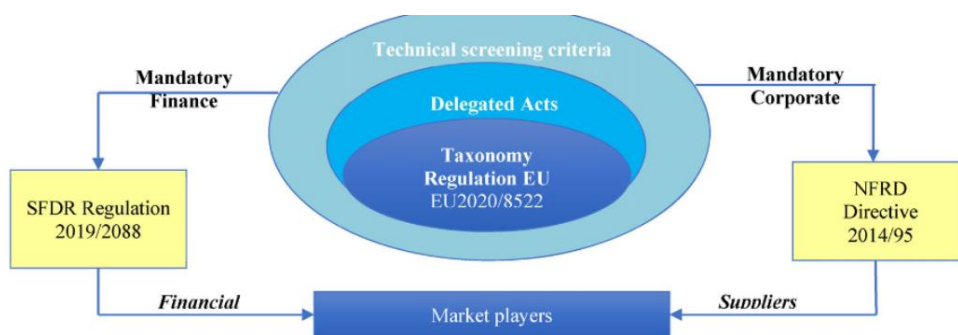 Technical screening criteria
Mandatory
Finance
Mandatory
Corporate
Delegated Acts
Taxonomy
Regulation EU
EU2020/8522
SFDR Regulation
2019/2088
NFRD
Directive
2014/95
Financial
Market players
Suppliers